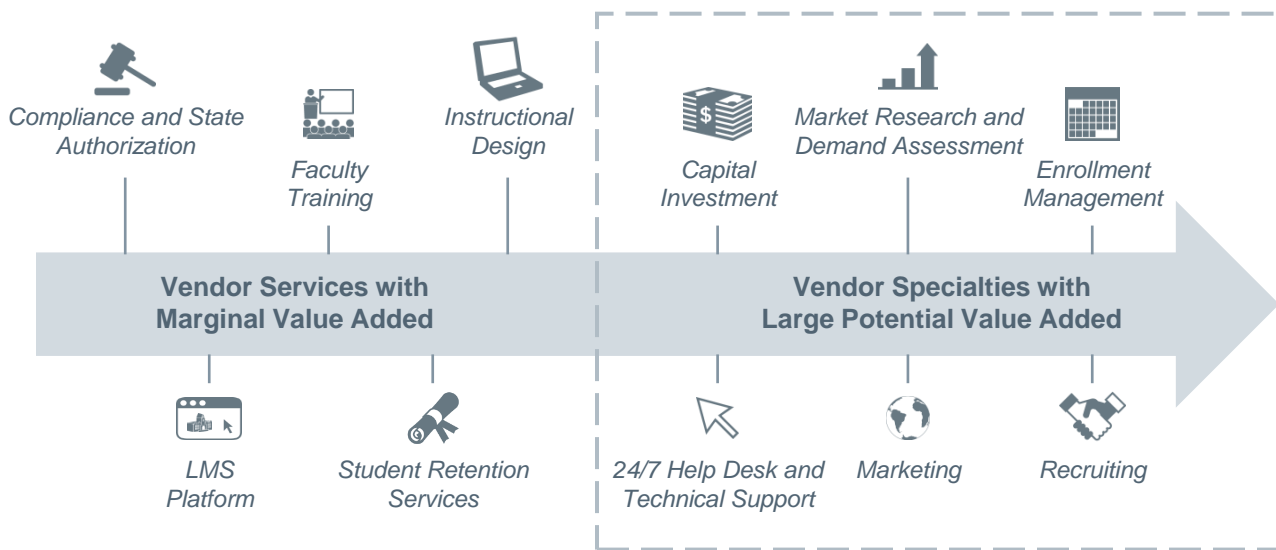 Compliance and State
Authorization
Faculty
Training
Instructional
Design
$
Capital
Investment
Market Research and
Demand Assessment
Enrollment
Management
Vendor Services with
Marginal Value Added
Vendor Specialties with
Large Potential Value Added
LMS
Platform
Student Retention
Services
24/7 Help Desk and
Technical Support
Marketing
Recruiting